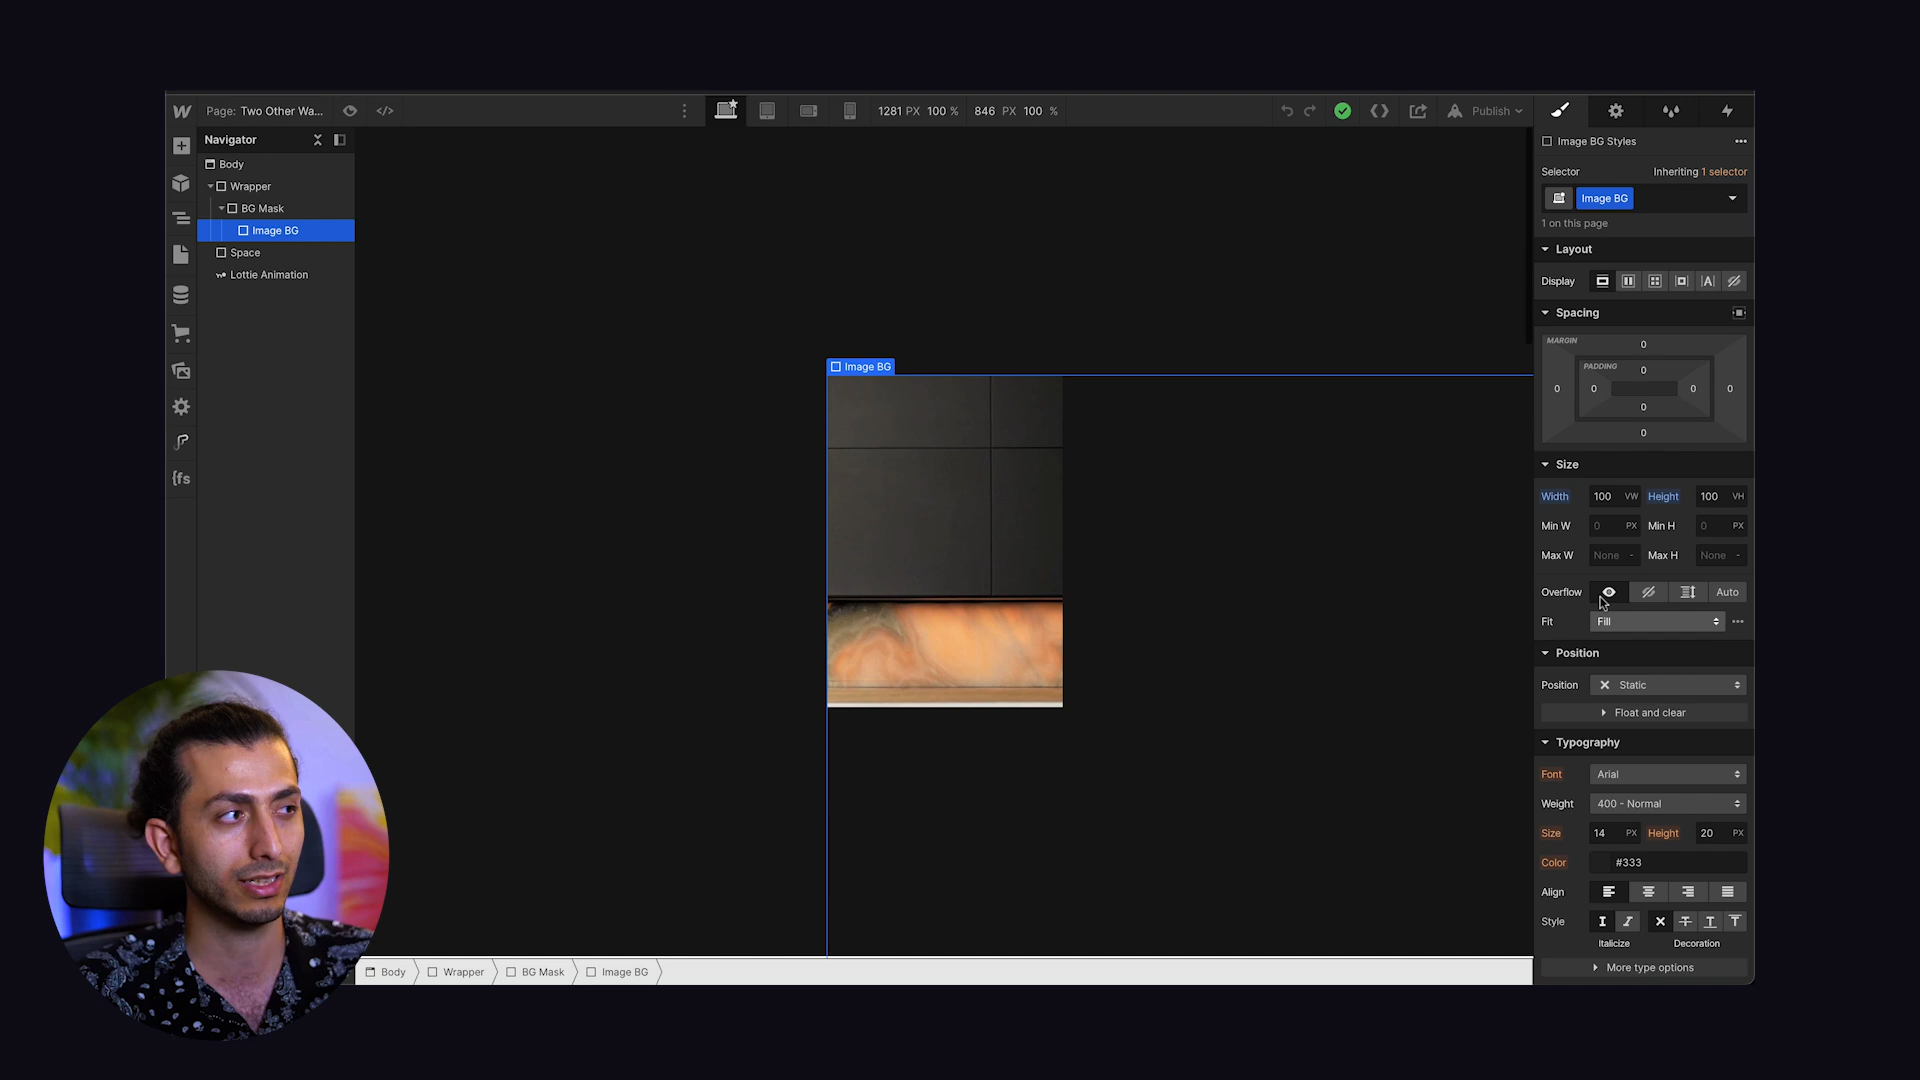 Page: Two Other Wa...
1281 PX 100 % 846 PX 100 %
Publish
Navigator
Body
Wrapper
BG Mask
Image BG
Space
Lottie Animation
{fs
Image BG
Image BG Styles
Selector
Inheriting 1 selector
Image BG
1 on this page
Layout
Display
Spacing
MARGIN
0
PADDING
0
0 0 0 0
0
0
Size
Width 100 VW Height 100 VH
Min W 0 PX Min H 0 PX
Max W None - Max H None -
Overflow Auto
Fit Fill
Position
Position Static
Float and clear
Typography
Font Arial
Weight 400 - Normal
Size 14 PX Height 20 PX
Color #333
Align
Style
Italicize Decoration
More type options
Body Wrapper BG Mask Image BG